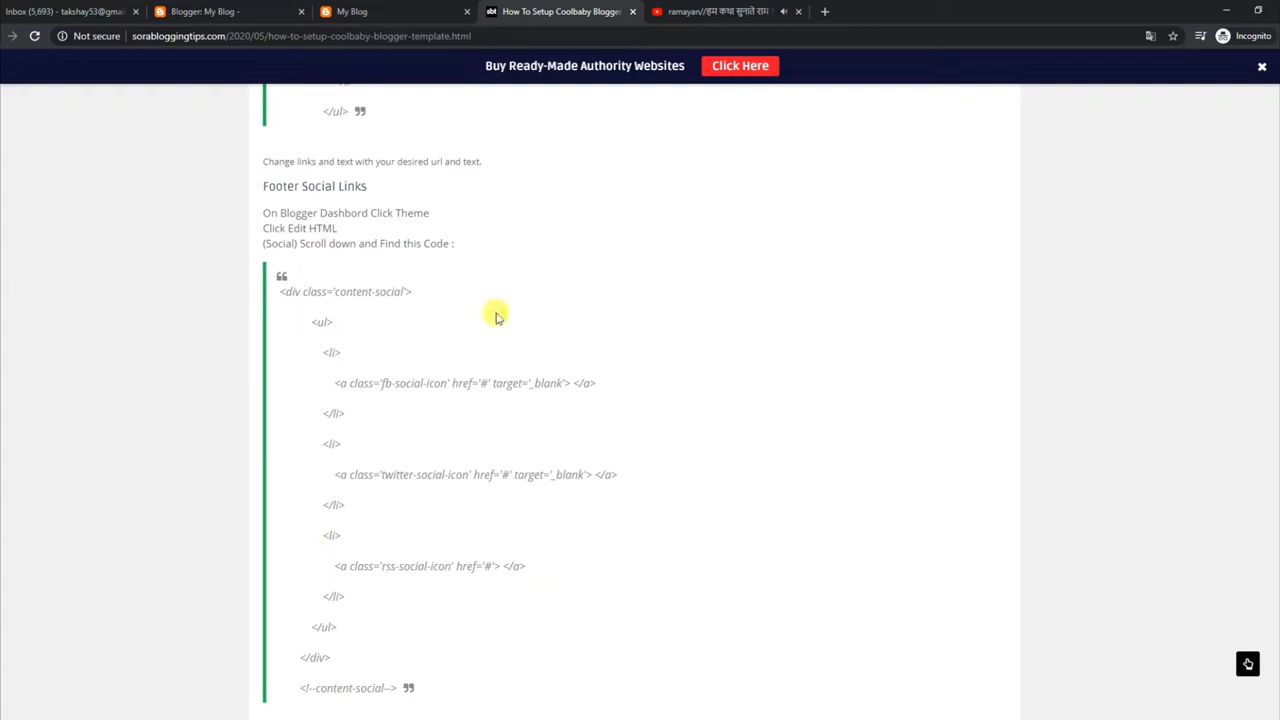 Inbox (5,693) - takshay53@gmail
Blogger: My Blog -
My Blog
sbt How To Setup Coolbaby Blogger
ramayan//हम कथा सुनाते राम
Not secure | sorabloggingtips.com/2020/05/how-to-setup-coolbaby-blogger-template.html
Incognito
Buy Ready-Made Authority Websites Click Here
</ul> ❞
Change links and text with your desired url and text.
Footer Social Links
On Blogger Dashbord Click Theme
Click Edit HTML
(Social) Scroll down and Find this Code :
❝
<div class='content-social'>
<ul>
<li>
<a class='fb-social-icon' href='#' target='_blank'> </a>
</li>
<li>
<a class='twitter-social-icon' href='#' target='_blank'> </a>
</li>
<li>
<a class='rss-social-icon' href='#'> </a>
</li>
</ul>
</div>
<!--content-social--> ❞